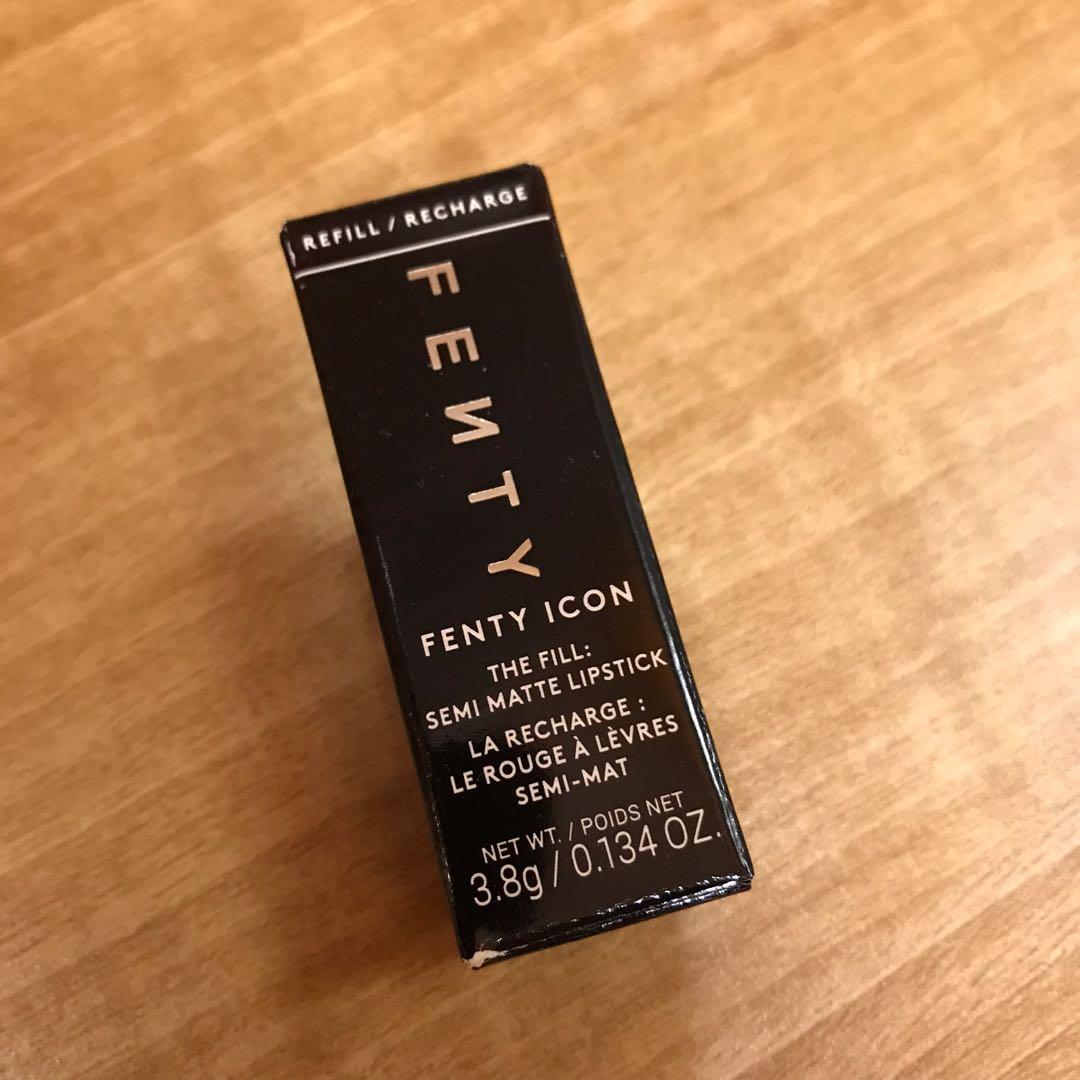 REFILL / RECHARGE
FENTY
FENTY ICON
THE FILL:
SEMI MATTE LIPSTICK
LA RECHARGE :
LE ROUGE À LÈVRES
SEMI-MAT
NET WT. / POIDS NET
3.8g / 0.134 OZ.